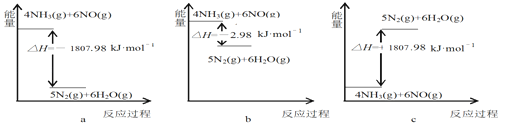 能量
4NH₃(g)+6NO(g)
△H=− 1807.98 kJ·mol⁻¹
5N₂(g)+6H₂O(g)
反应过程
a
能量
4NH₃(g)+6NO(g)
△H=−2.98 kJ·mol⁻¹
5N₂(g)+6H₂O(g)
反应过程
b
能量
5N₂(g)+6H₂O(g)
△H=+ 1807.98 kJ·mol⁻¹
4NH₃(g)+6NO(g)
反应过程
c